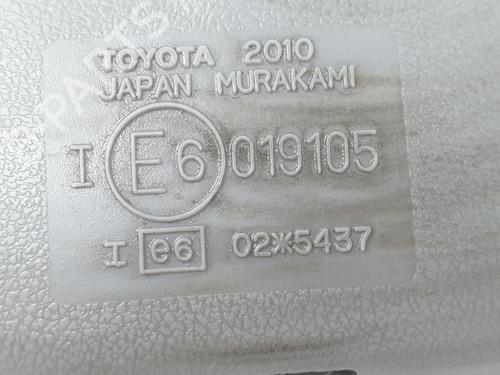 TOYOTA 2010
JAPAN MURAKAMI
I E6 019105
I e6 02*5437